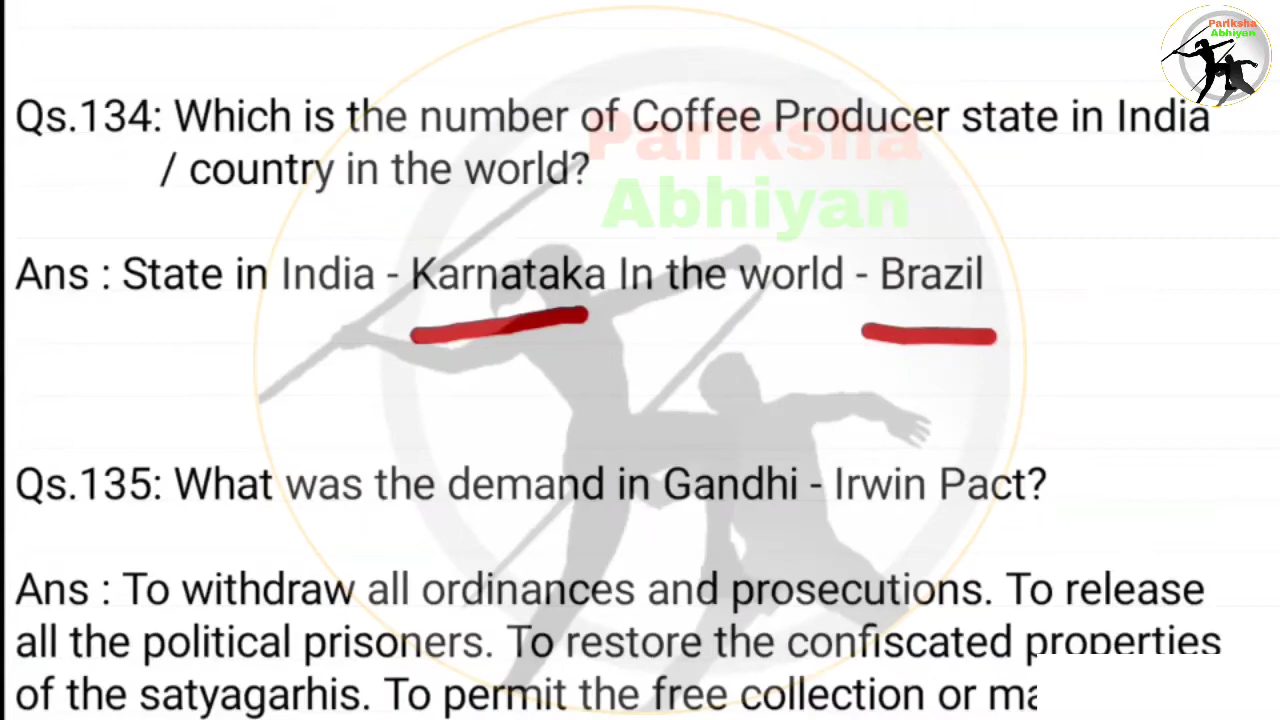 Pariksha
Abhiyan
Qs.134: Which is the number of Coffee Producer state in India
/ country in the world?
Pariksha
Abhiyan
Ans : State in India - Karnataka In the world - Brazil
Qs.135: What was the demand in Gandhi - Irwin Pact?
Ans : To withdraw all ordinances and prosecutions. To release
all the political prisoners. To restore the confiscated properties
of the satyagarhis. To permit the free collection or